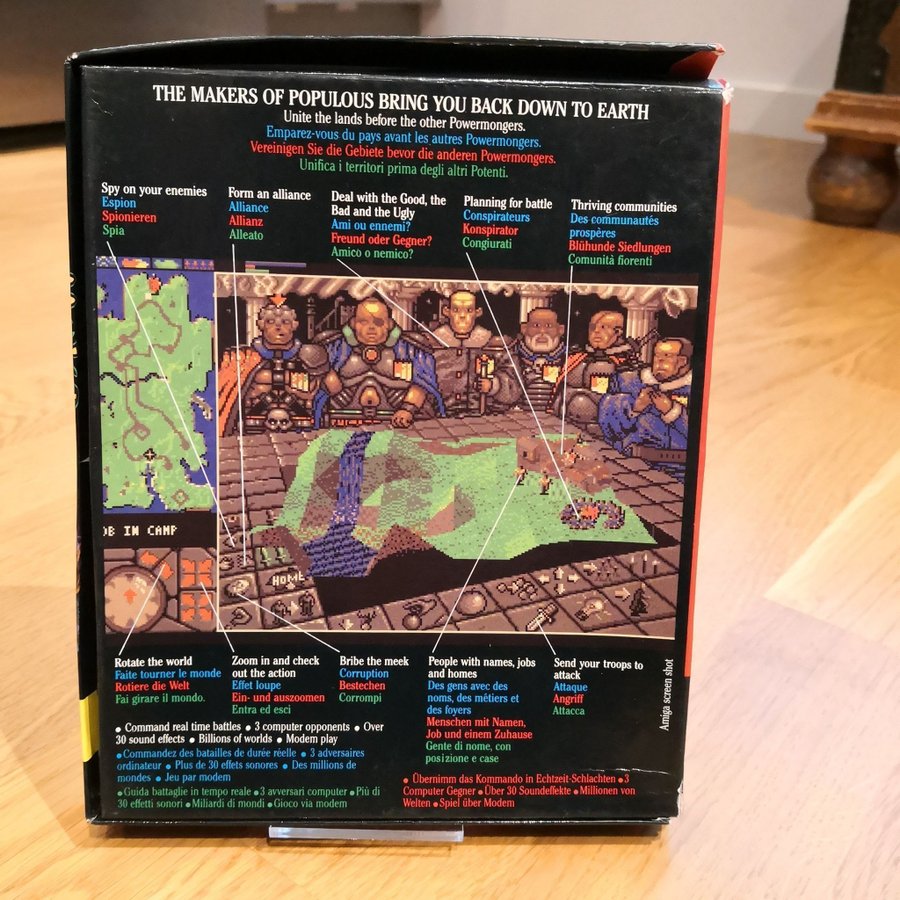 THE MAKERS OF POPULOUS BRING YOU BACK DOWN TO EARTH
Unite the lands before the other Powermongers.
Emparez-vous du pays avant les autres Powermongers.
Vereinigen Sie die Gebiete bevor die anderen Powermongers.
Unifica i territori prima degli altri Potenti.
Spy on your enemies
Espion
Spionieren
Spia
Form an alliance
Alliance
Allianz
Alleato
Deal with the Good, the
Bad and the Ugly
Ami ou ennemi?
Freund oder Gegner?
Amico o nemico?
Planning for battle
Conspirateurs
Konspirator
Congiurati
Thriving communities
Des communautés
prospères
Blühunde Siedlungen
Comunità fiorenti
OB IN CAMP
HOME
Rotate the world
Faite tourner le monde
Rotiere die Welt
Fai girare il mondo.
Zoom in and check
out the action
Effet loupe
Ein- und auszoomen
Entra ed esci
Bribe the meek
Corruption
Bestechen
Corrompi
People with names, jobs
and homes
Des gens avec des
noms, des métiers et
des foyers
Menschen mit Namen,
Job und einem Zuhause
Gente di nome, con
posizione e case
Send your troops to
attack
Attaque
Angriff
Attacca
Amiga screen shot
• Command real time battles • 3 computer opponents • Over
30 sound effects • Billions of worlds • Modem play
• Commandez des batailles de durée réelle • 3 adversaires
ordinateur • Plus de 30 effets sonores • Des millions de
mondes • Jeu par modem
• Guida battaglie in tempo reale • 3 avversari computer • Più di
30 effetti sonori • Miliardi di mondi • Gioco via modem
• Übernimm das Kommando in Echtzeit-Schlachten • 3
Computer Gegner • Über 30 Soundeffekte • Millionen von
Welten • Spiel über Modem